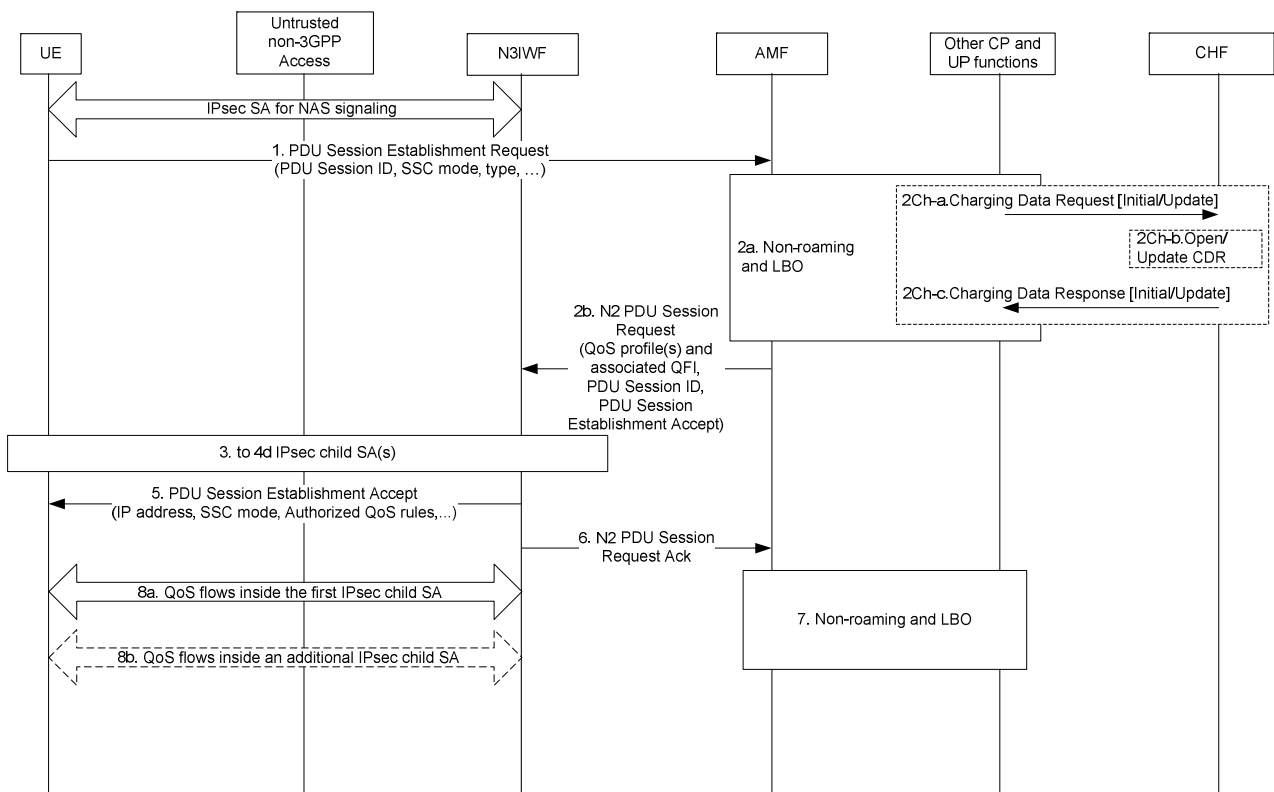 UE
Untrusted
non-3GPP
Access
N3IWF
AMF
Other CP and
UP functions
CHF
IPsec SA for NAS signaling
1. PDU Session Establishment Request
(PDU Session ID, SSC mode, type, …)
2Ch-a.Charging Data Request [Initial/Update]
2Ch-b.Open/
Update CDR
2a. Non-roaming
and LBO
2Ch-c.Charging Data Response [Initial/Update]
2b. N2 PDU Session
Request
(QoS profile(s) and
associated QFI,
PDU Session ID,
PDU Session
Establishment Accept)
3. to 4d IPsec child SA(s)
5. PDU Session Establishment Accept
(IP address, SSC mode, Authorized QoS rules,...)
6. N2 PDU Session
Request Ack
8a. QoS flows inside the first IPsec child SA
7. Non-roaming and LBO
8b. QoS flows inside an additional IPsec child SA